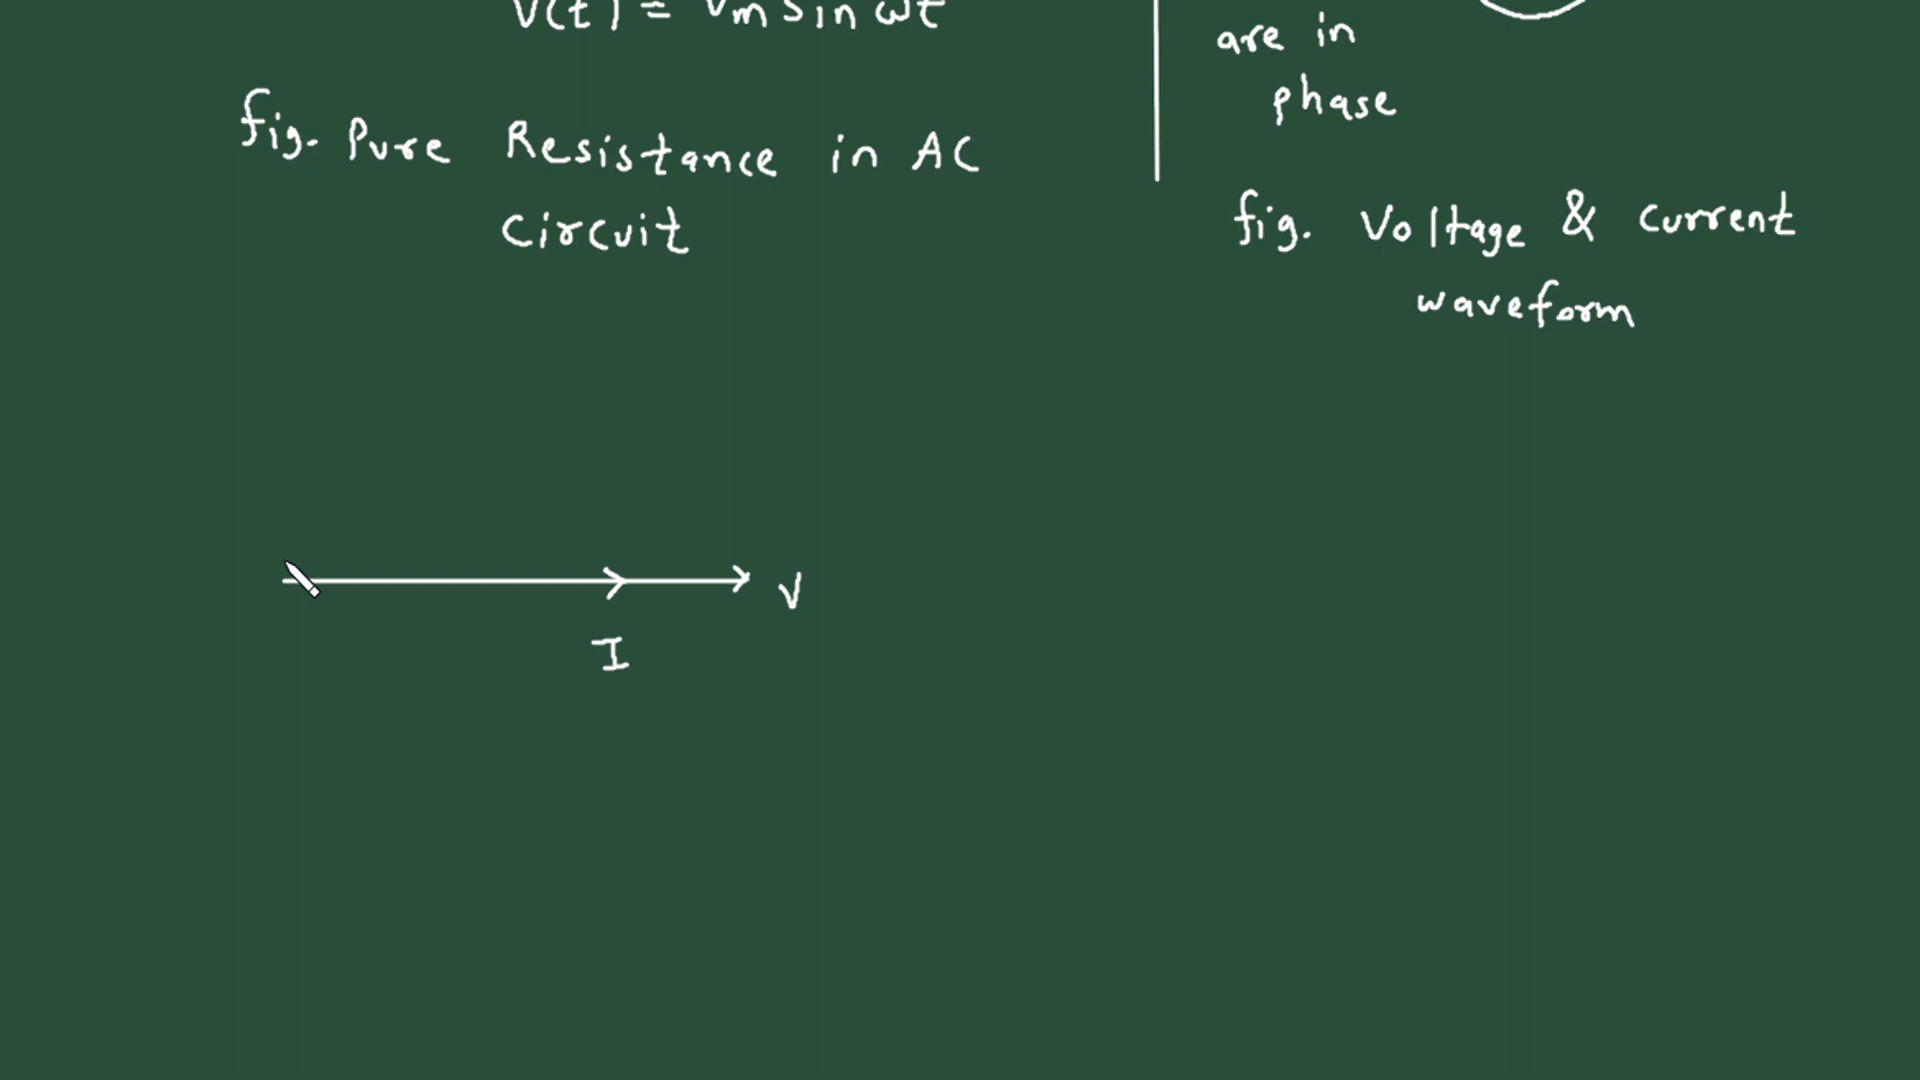 V(t) = Vm sin ωt
fig. Pure Resistance in AC
Circuit
are in
phase
fig. Voltage & Current
waveform
V
I